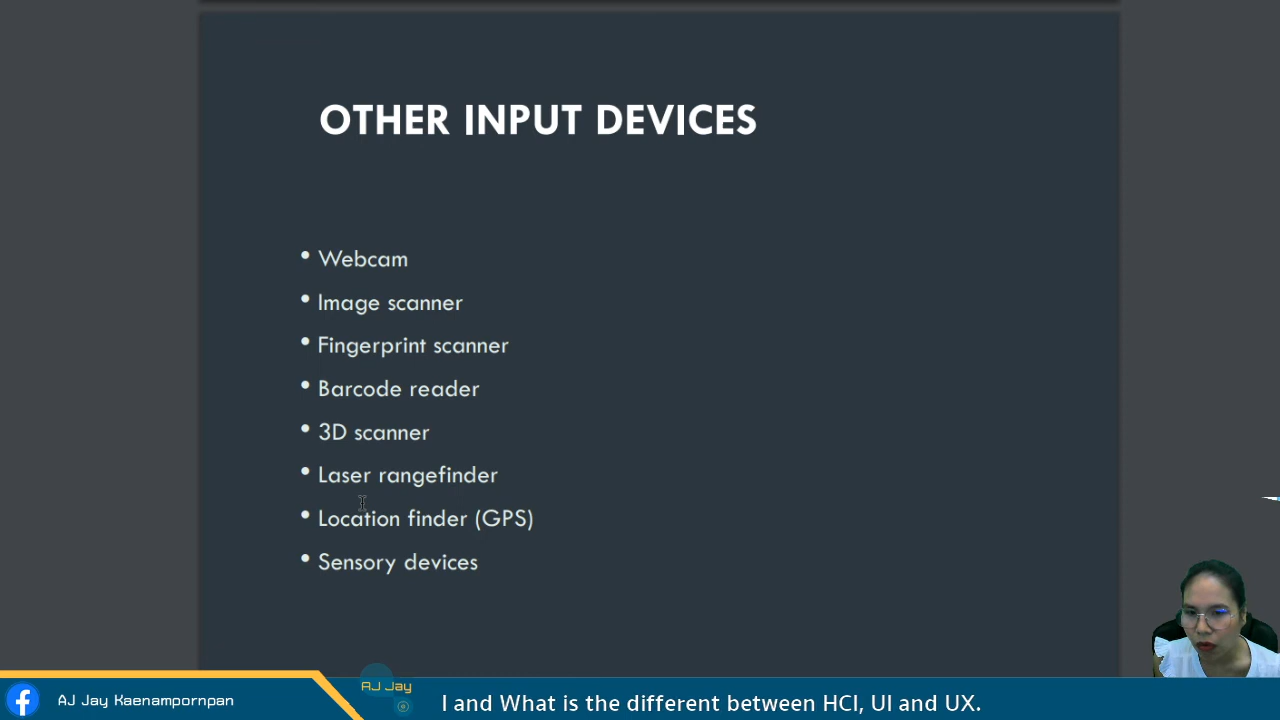 OTHER INPUT DEVICES
• Webcam
• Image scanner
• Fingerprint scanner
• Barcode reader
• 3D scanner
• Laser rangefinder
• Location finder (GPS)
• Sensory devices
AJ Jay Kaenampornpan
AJ Jay
I and What is the different between HCI, UI and UX.